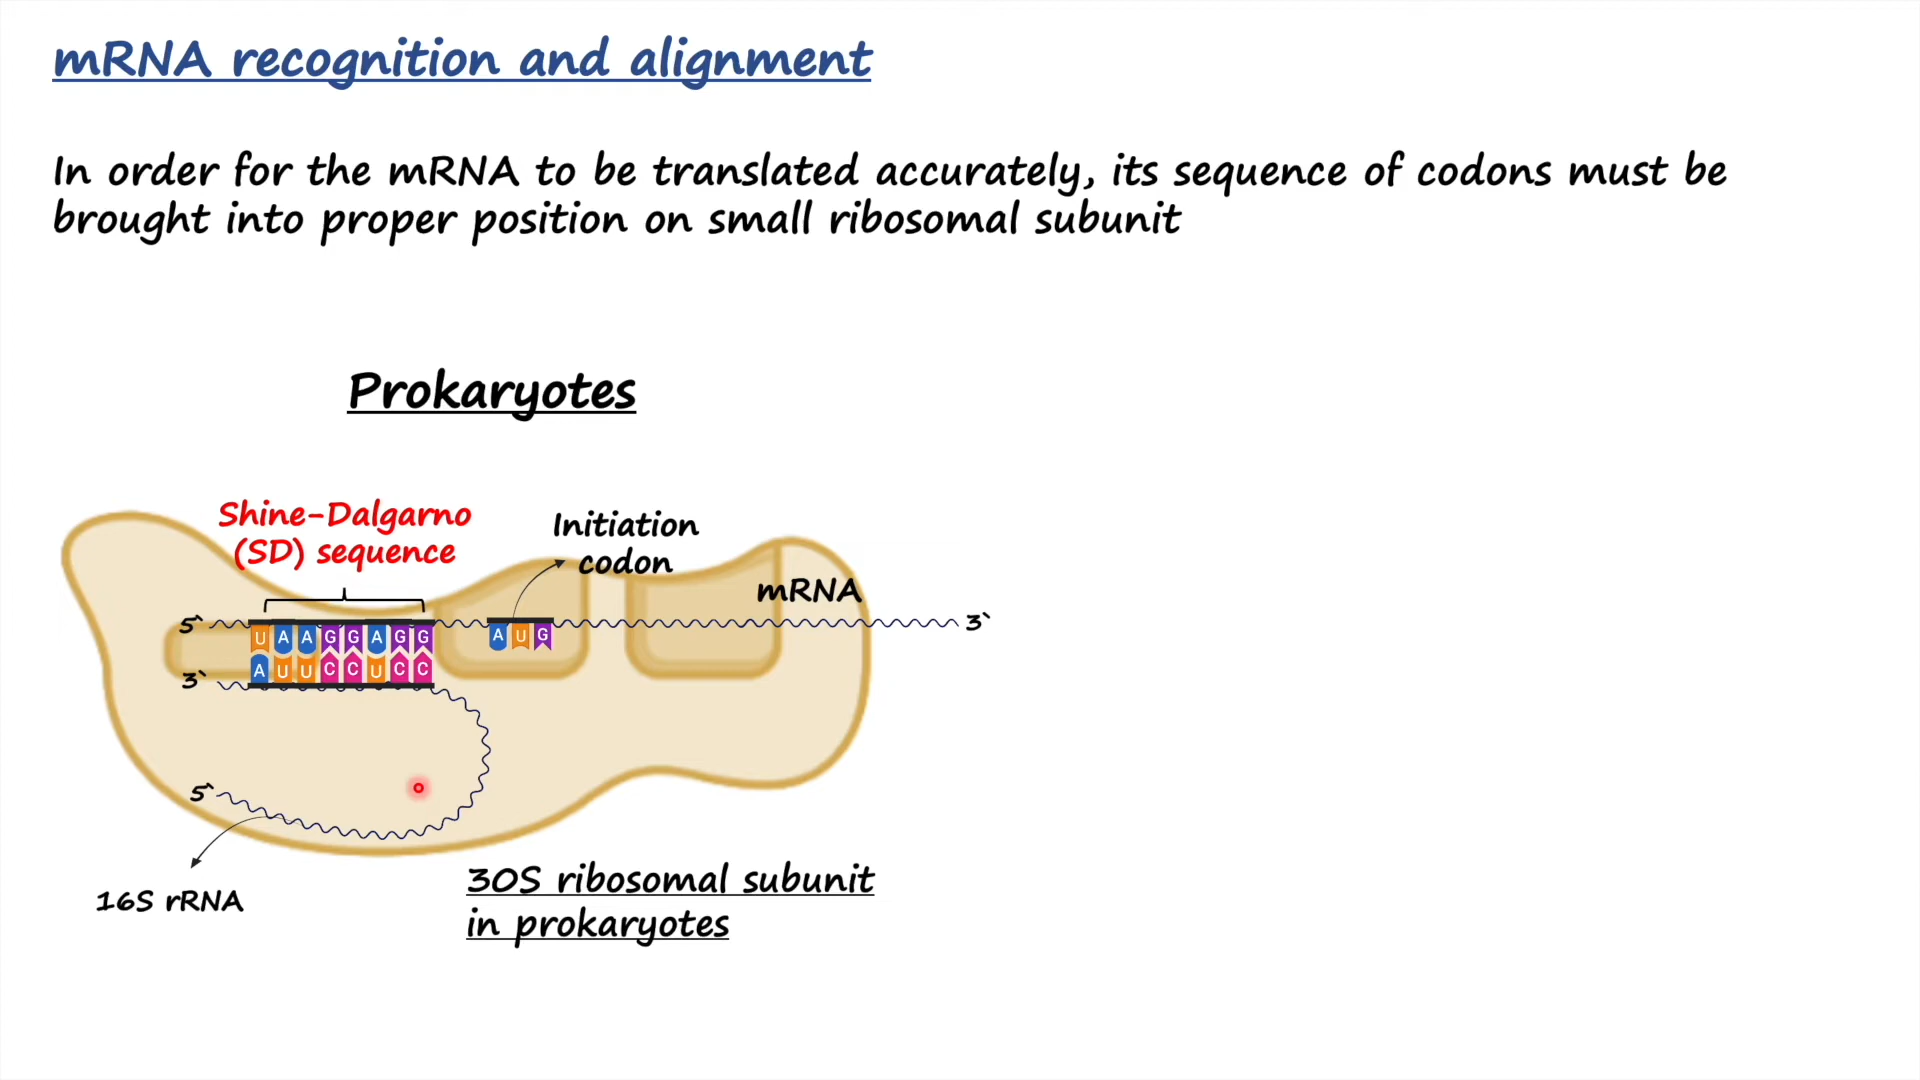 mRNA recognition and alignment
In order for the mRNA to be translated accurately, its sequence of codons must be
brought into proper position on small ribosomal subunit
Prokaryotes
Shine-Dalgarno
(SD) sequence
Initiation
codon
mRNA
5` 3`
U A A G G A G G
A U G
A U U C C U C C
3`
5`
16S rRNA
30S ribosomal subunit
in prokaryotes